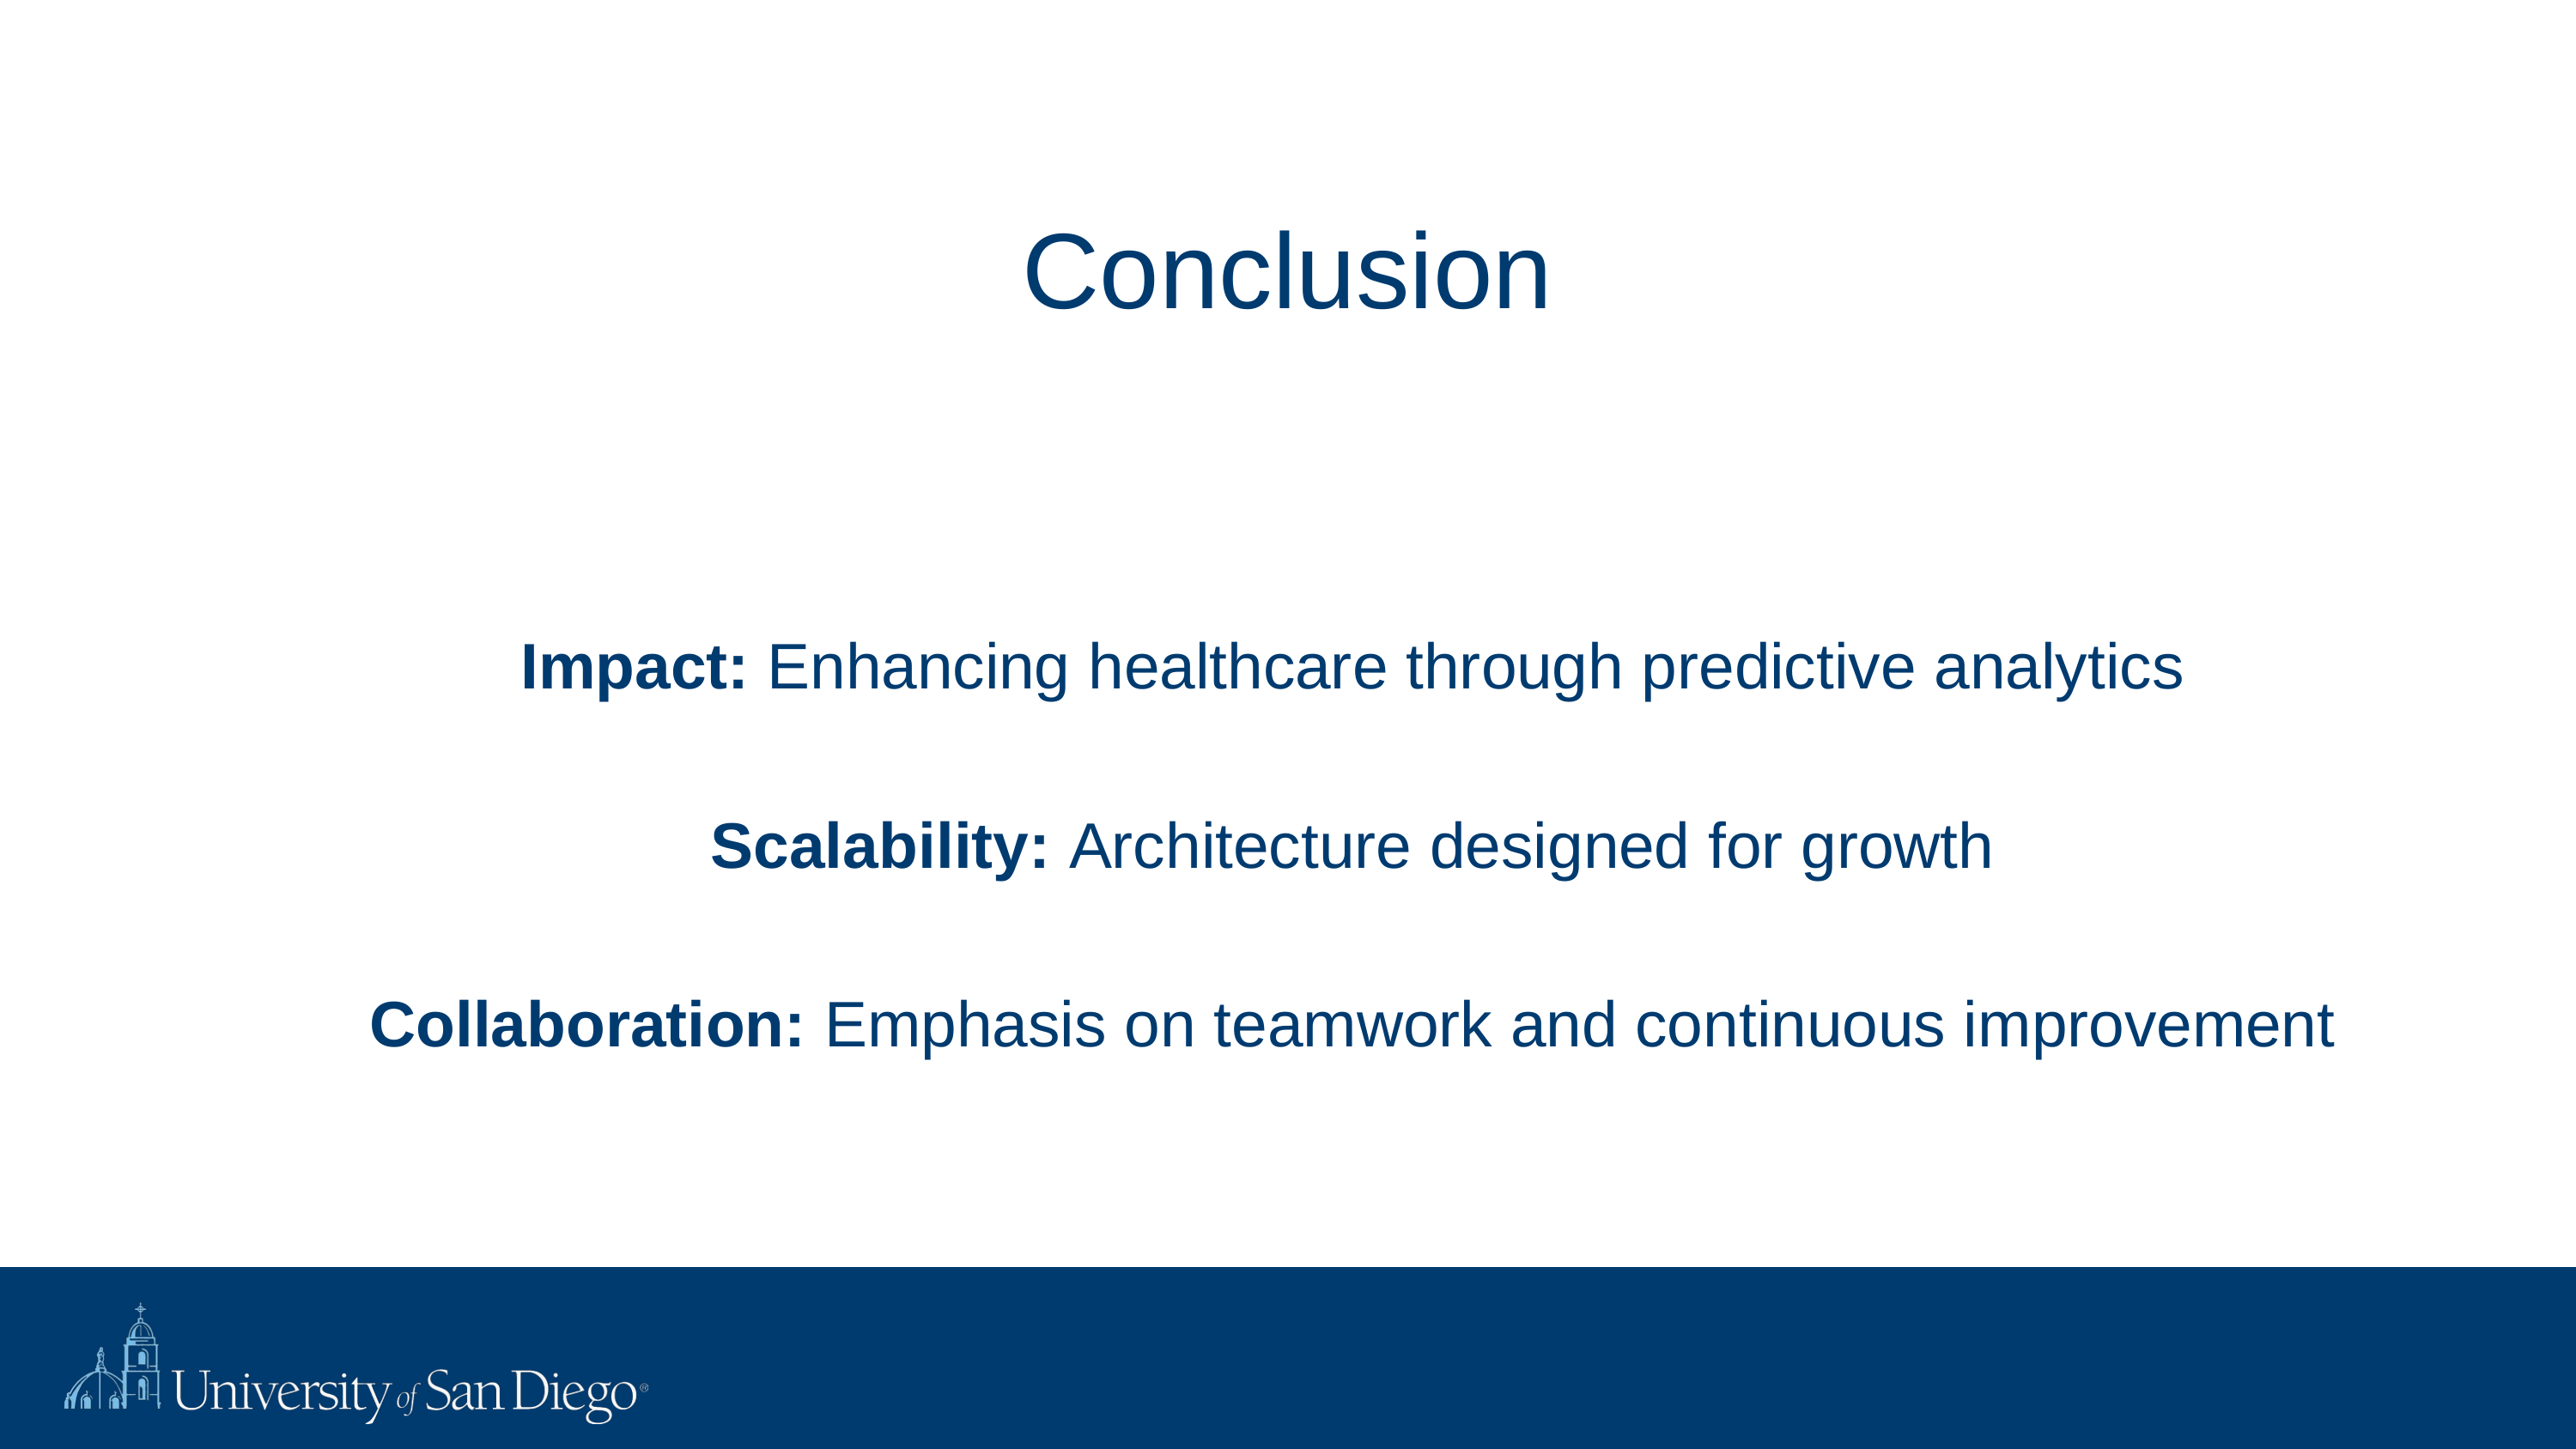 Conclusion
Impact: Enhancing healthcare through predictive analytics
Scalability: Architecture designed for growth
Collaboration: Emphasis on teamwork and continuous improvement
University of San Diego®